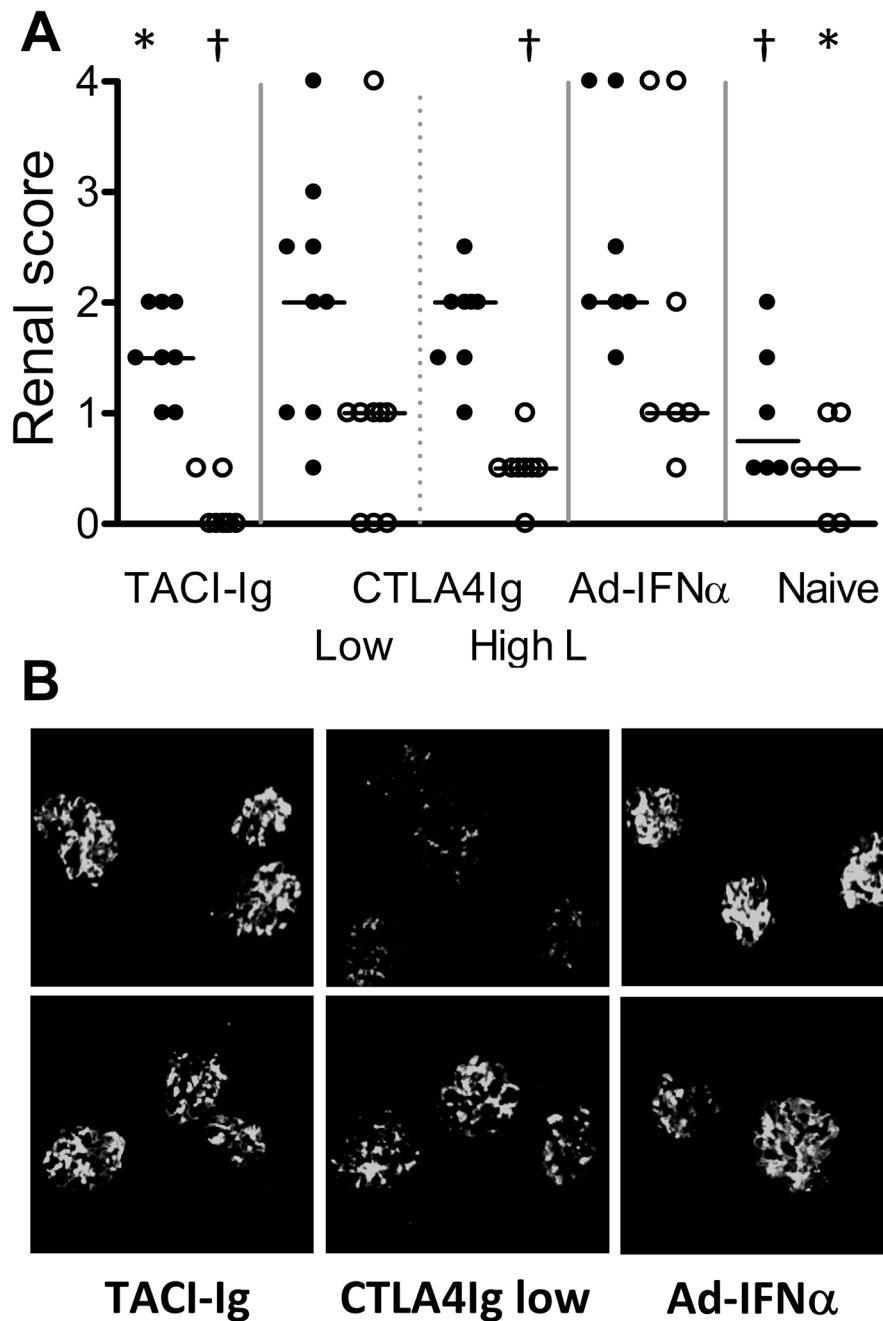 A
* † † † *
4
3
2
1
0
Renal score
TACI-Ig CTLA4Ig Ad-IFNα Naive
Low High L
B
TACI-Ig CTLA4Ig low Ad-IFNα